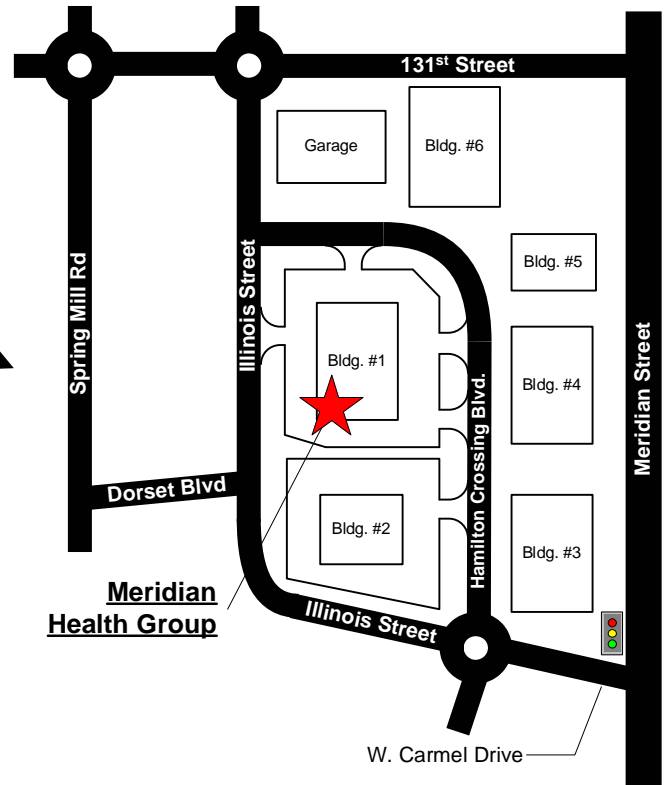 131st Street
Garage
Bldg. #6
Spring Mill Rd
Illinois Street
Bldg. #5
Bldg. #1
Bldg. #4
Meridian Street
Hamilton Crossing Blvd.
Dorset Blvd
Bldg. #2
Bldg. #3
Meridian
Health Group
Illinois Street
W. Carmel Drive